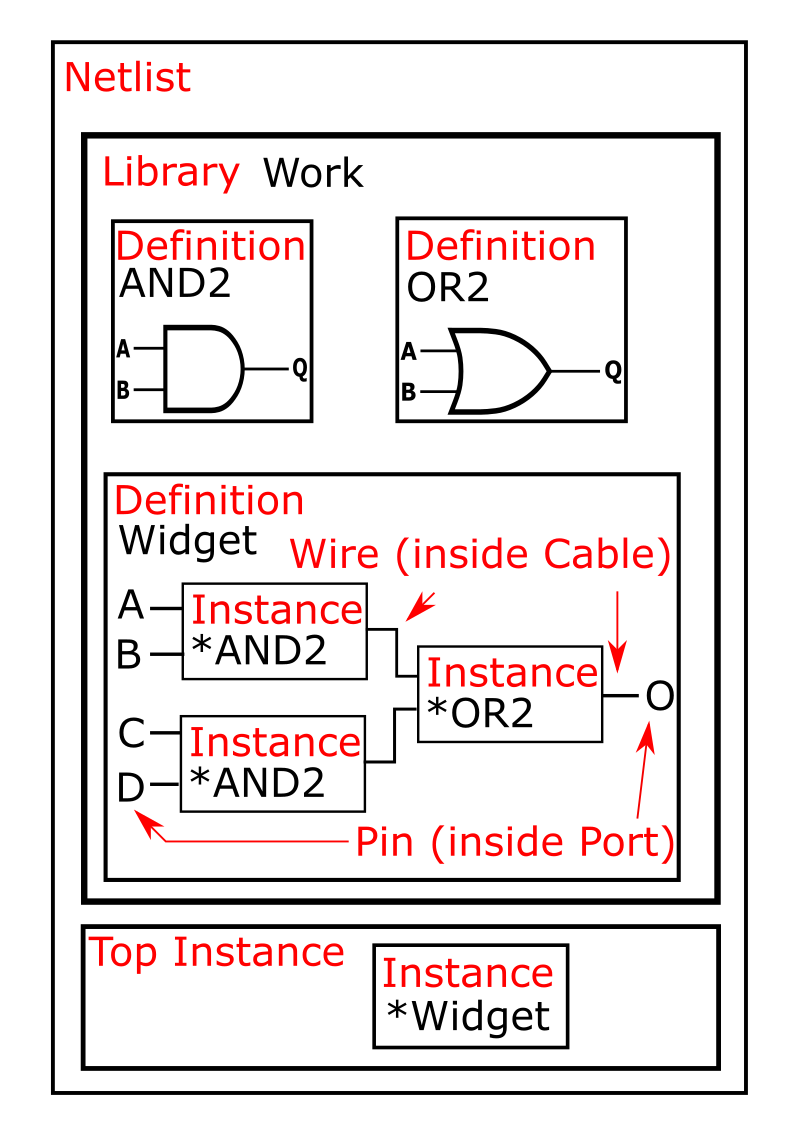 Netlist
Library Work
Definition
AND2
A
B
Q
Definition
OR2
A
B
Q
Definition
Widget
Wire (inside Cable)
A
B
Instance
*AND2
Instance
*OR2
O
C
D
Instance
*AND2
Pin (inside Port)
Top Instance
Instance
*Widget